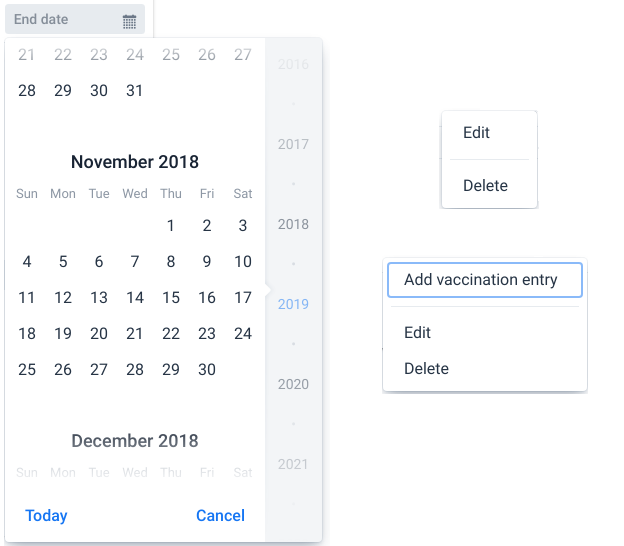 End date
21 22 23 24 25 26 27
28 29 30 31
November 2018
Sun Mon Tue Wed Thu Fri Sat
1 2 3
4 5 6 7 8 9 10
11 12 13 14 15 16 17
18 19 20 21 22 23 24
25 26 27 28 29 30
December 2018
Sun Mon Tue Wed Thu Fri Sat
Today Cancel
2016
2017
2018
2019
2020
2021
Edit
Delete
Add vaccination entry
Edit
Delete